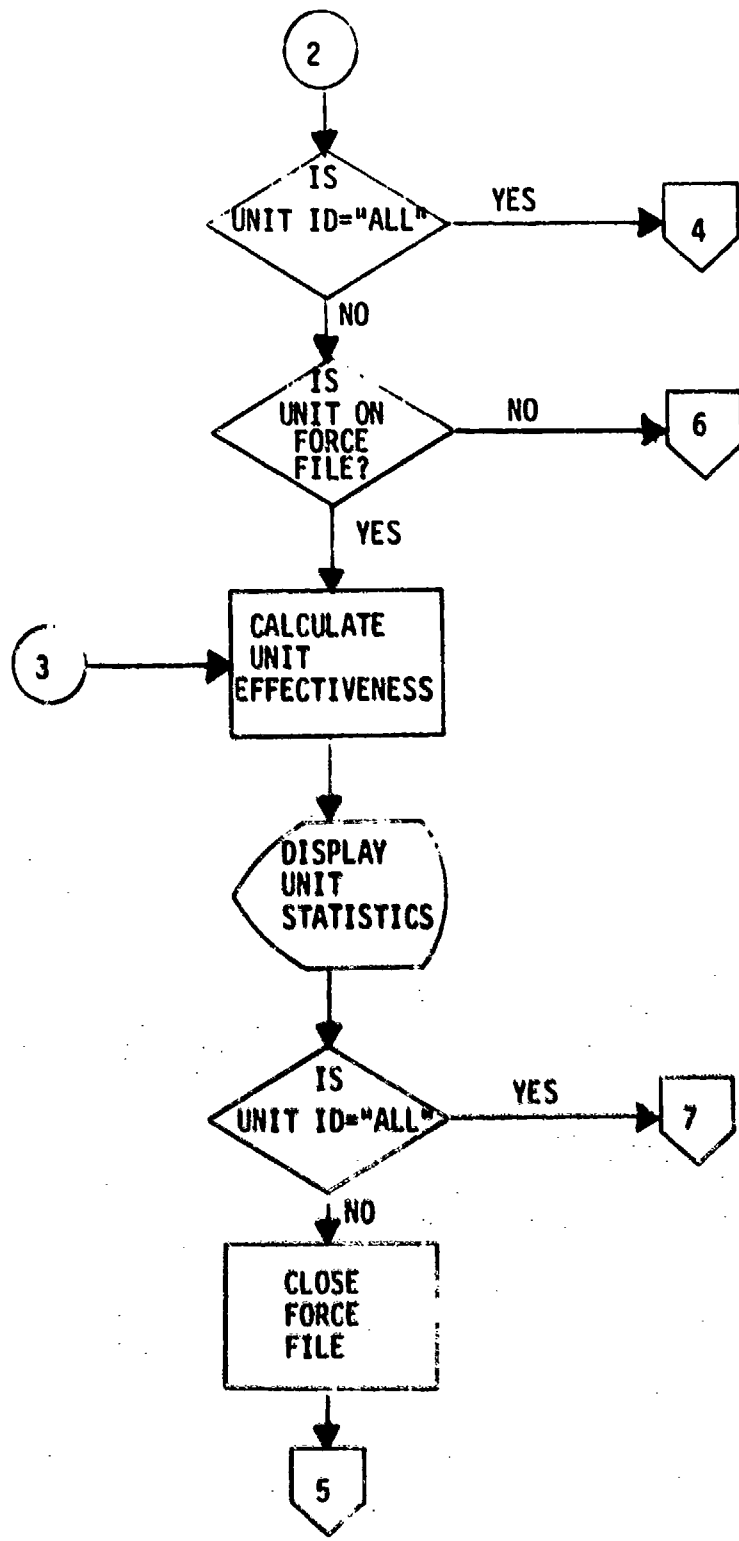 2
IS
UNIT ID="ALL"
YES
4
NO
IS
UNIT ON
FORCE
FILE?
NO
6
YES
3
CALCULATE
UNIT
EFFECTIVENESS
DISPLAY
UNIT
STATISTICS
IS
UNIT ID="ALL"
YES
7
NO
CLOSE
FORCE
FILE
5